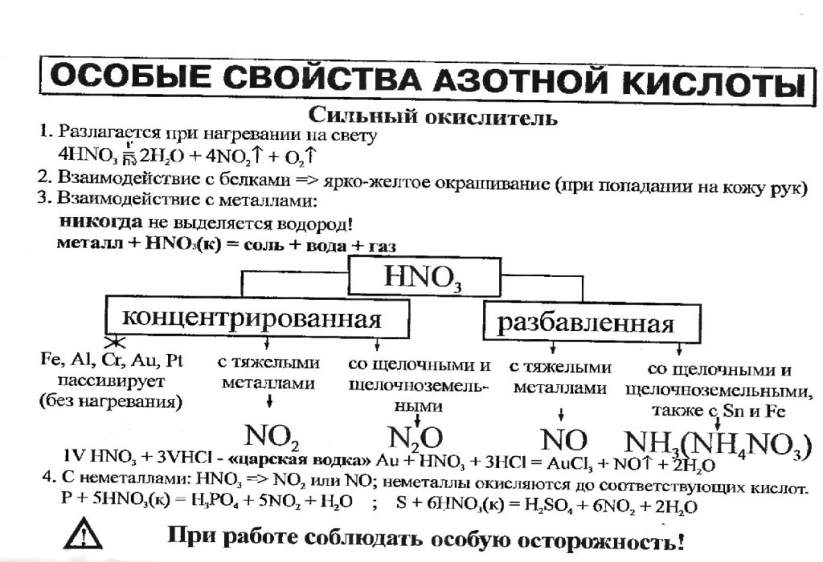 ОСОБЫЕ СВОЙСТВА АЗОТНОЙ КИСЛОТЫ
Сильный окислитель
1. Разлагается при нагревании на свету
4HNO₃ ⇌ 2H₂O + 4NO₂↑ + O₂↑
2. Взаимодействие с белками => ярко-желтое окрашивание (при попадании на кожу рук)
3. Взаимодействие с металлами:
никогда не выделяется водород!
металл + HNO₃(к) = соль + вода + газ
HNO₃
концентрированная
разбавленная
Fe, Al, Cr, Au, Pt
пассивирует
(без нагревания)
с тяжелыми
металлами
NO₂
со щелочными и
щелочноземель-
ными
N₂O
с тяжелыми
металлами
NO
со щелочными и
щелочноземельными,
также с Sn и Fe
NH₃(NH₄NO₃)
1V HNO₃ + 3VHCl - «царская водка» Au + HNO₃ + 3HCl = AuCl₃ + NO↑ + 2H₂O
4. С неметаллами: HNO₃ => NO₂ или NO; неметаллы окисляются до соответствующих кислот.
P + 5HNO₃(к) = H₃PO₄ + 5NO₂ + H₂O ; S + 6HNO₃(к) = H₂SO₄ + 6NO₂ + 2H₂O
При работе соблюдать особую осторожность!